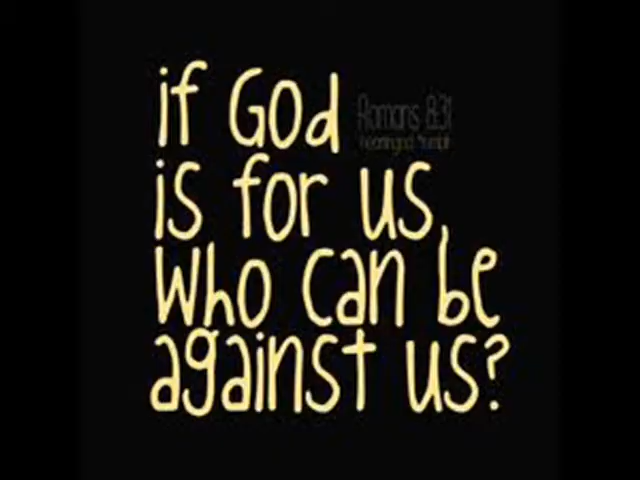 if God
Romans 8:31
is for us,
who can be
against us?